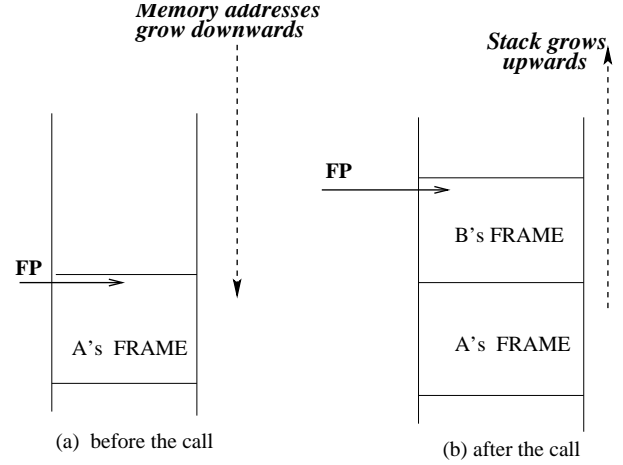 Memory addresses
grow downwards
Stack grows
upwards
FP
FP
B's FRAME
A's FRAME
A's FRAME
(a) before the call
(b) after the call